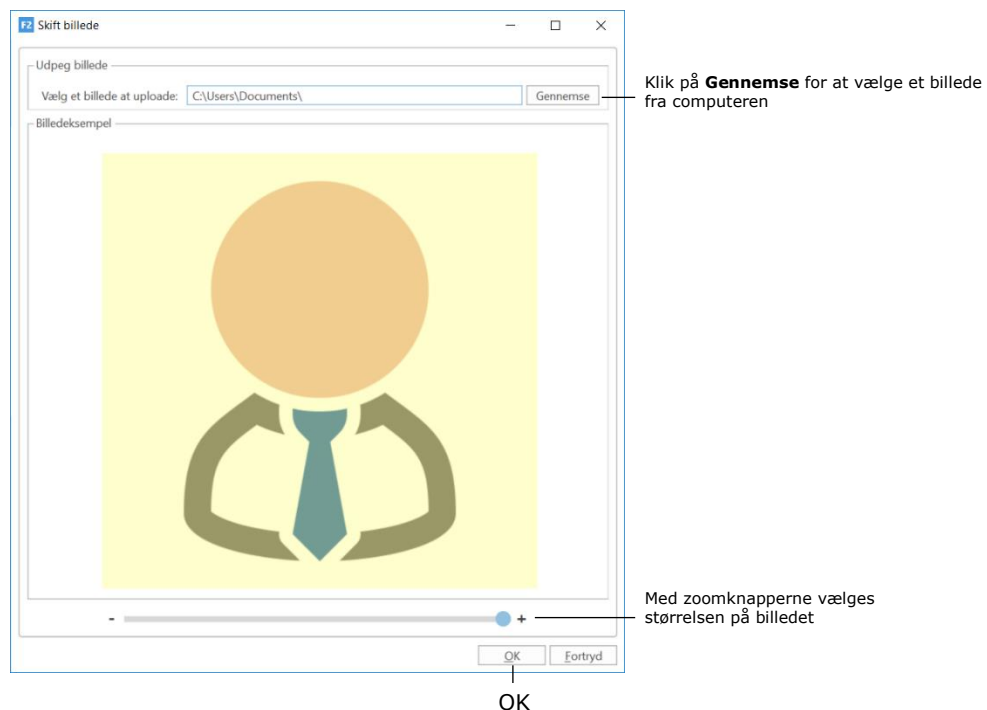 F2 Skift billede
Udpeg billede
Vælg et billede at uploade: C:\Users\Documents\ Gennemse
Klik på Gennemse for at vælge et billede
fra computeren
Billedeksempel
Med zoomknapperne vælges
størrelsen på billedet
- +
OK Fortryd
OK